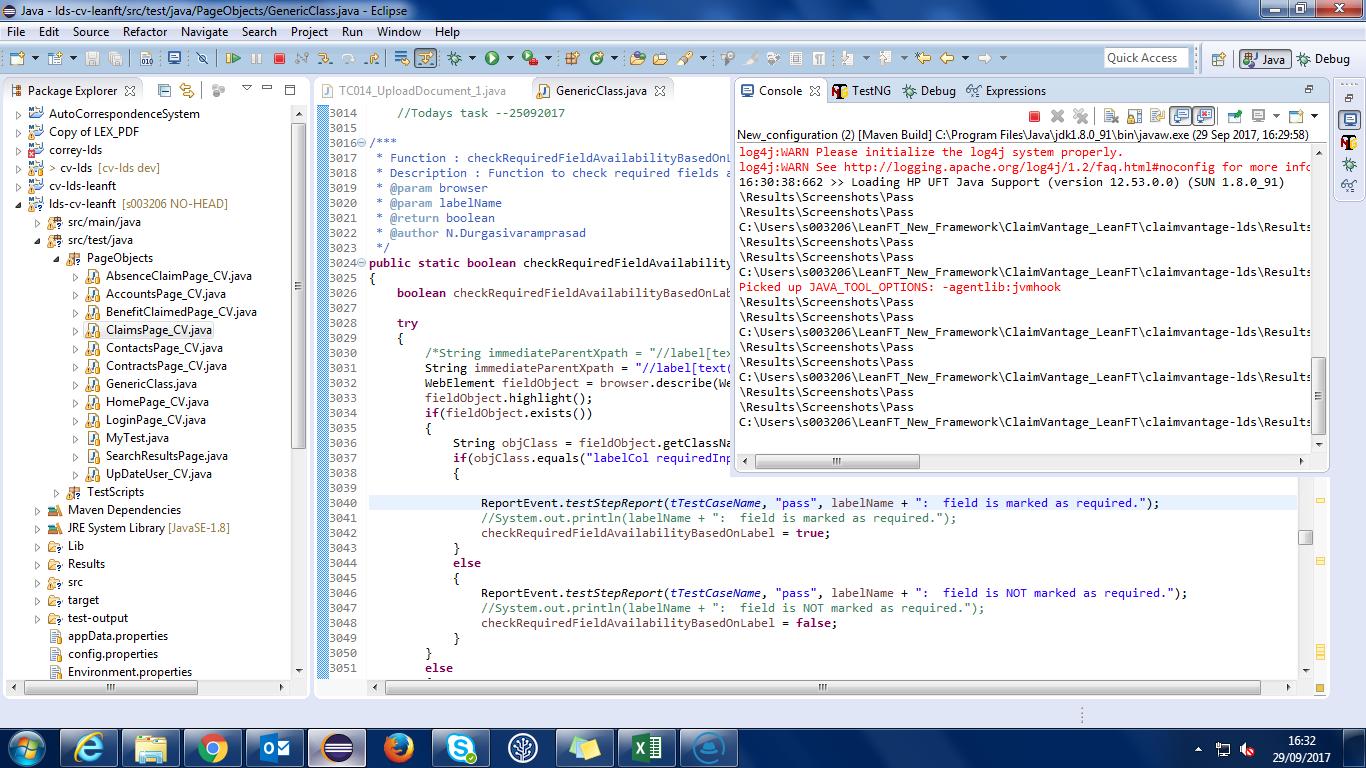 Java - lds-cv-leanft/src/test/java/PageObjects/GenericClass.java - Eclipse
File Edit Source Refactor Navigate Search Project Run Window Help
Quick Access
Java
Debug
Package Explorer
AutoCorrespondenceSystem
Copy of LEX_PDF
correy-lds
> cv-lds [cv-lds dev]
cv-lds-leanft
lds-cv-leanft [s003206 NO-HEAD]
src/main/java
src/test/java
PageObjects
AbsenceClaimPage_CV.java
AccountsPage_CV.java
BenefitClaimedPage_CV.java
ClaimsPage_CV.java
ContactsPage_CV.java
ContractsPage_CV.java
GenericClass.java
HomePage_CV.java
LoginPage_CV.java
MyTest.java
SearchResultsPage.java
UpDateUser_CV.java
TestScripts
Maven Dependencies
JRE System Library [JavaSE-1.8]
Lib
Results
src
target
test-output
appData.properties
config.properties
Environment.properties
TC014_UploadDocument_1.java
GenericClass.java
3014 //Todays task --25092017
3015
3016 /***
3017 * Function : checkRequiredFieldAvailabilityBasedOnL
3018 * Description : Function to check required fields a
3019 * @param browser
3020 * @param labelName
3021 * @return boolean
3022 * @author N.Durgasivaramprasad
3023 */
3024 public static boolean checkRequiredFieldAvailability
3025 {
3026 boolean checkRequiredFieldAvailabilityBasedOnLab
3027
3028 try
3029 {
3030 /*String immediateParentXpath = "//label[tex
3031 String immediateParentXpath = "//label[text(
3032 WebElement fieldObject = browser.describe(We
3033 fieldObject.highlight();
3034 if(fieldObject.exists())
3035 {
3036 String objClass = fieldObject.getClassNa
3037 if(objClass.equals("labelCol requiredInp
3038 {
3039
3040 ReportEvent.testStepReport(tTestCaseName, "pass", labelName + ":  field is marked as required.");
3041 //System.out.println(labelName + ":  field is marked as required.");
3042 checkRequiredFieldAvailabilityBasedOnLabel = true;
3043 }
3044 else
3045 {
3046 ReportEvent.testStepReport(tTestCaseName, "pass", labelName + ":  field is NOT marked as required.");
3047 //System.out.println(labelName + ":  field is NOT marked as required.");
3048 checkRequiredFieldAvailabilityBasedOnLabel = false;
3049 }
3050 }
3051 else
Console TestNG Debug Expressions
New_configuration (2) [Maven Build] C:\Program Files\Java\jdk1.8.0_91\bin\javaw.exe (29 Sep 2017, 16:29:58)
log4j:WARN Please initialize the log4j system properly.
log4j:WARN See http://logging.apache.org/log4j/1.2/faq.html#noconfig for more info
16:30:38:662 >> Loading HP UFT Java Support (version 12.53.0.0) (SUN 1.8.0_91)
\Results\Screenshots\Pass
\Results\Screenshots\Pass
C:\Users\s003206\LeanFT_New_Framework\ClaimVantage_LeanFT\claimvantage-lds\Results
\Results\Screenshots\Pass
\Results\Screenshots\Pass
C:\Users\s003206\LeanFT_New_Framework\ClaimVantage_LeanFT\claimvantage-lds\Results
Picked up JAVA_TOOL_OPTIONS: -agentlib:jvmhook
\Results\Screenshots\Pass
\Results\Screenshots\Pass
C:\Users\s003206\LeanFT_New_Framework\ClaimVantage_LeanFT\claimvantage-lds\Results
\Results\Screenshots\Pass
\Results\Screenshots\Pass
C:\Users\s003206\LeanFT_New_Framework\ClaimVantage_LeanFT\claimvantage-lds\Results
\Results\Screenshots\Pass
\Results\Screenshots\Pass
C:\Users\s003206\LeanFT_New_Framework\ClaimVantage_LeanFT\claimvantage-lds\Results
16:32
29/09/2017